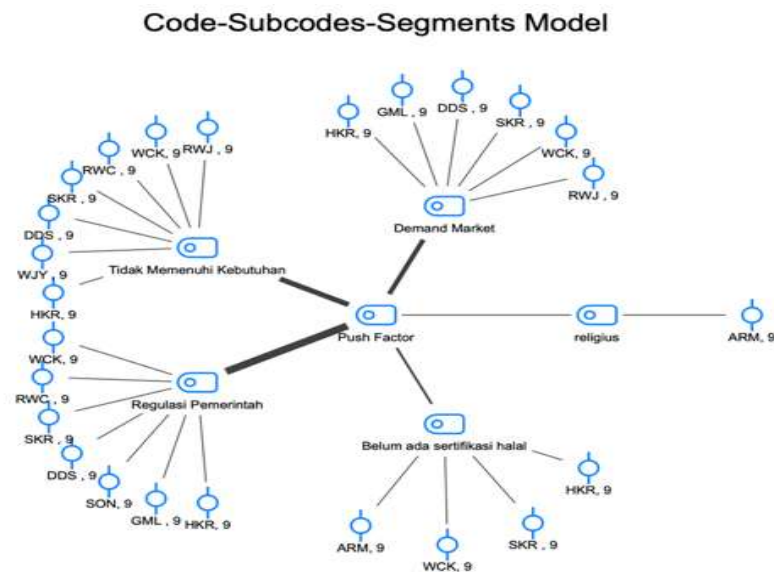 Code-Subcodes-Segments Model
HKR, 9
GML , 9
DDS , 9
SKR , 9
WCK, 9
RWJ , 9
Demand Market
RWJ , 9
WCK, 9
RWC , 9
SKR , 9
DDS , 9
WJY , 9
HKR, 9
Tidak Memenuhi Kebutuhan
Push Factor
religius
ARM, 9
WCK, 9
RWC, 9
SKR , 9
DDS , 9
SON, 9
GML , 9
HKR, 9
Regulasi Pemerintah
Belum ada sertifikasi halal
HKR, 9
SKR , 9
WCK, 9
ARM, 9